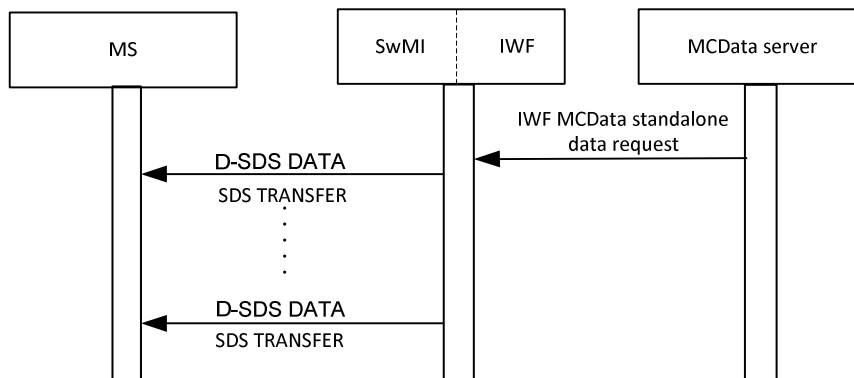 MS
SwMI
IWF
MCData server
IWF MCData standalone
data request
D-SDS DATA
SDS TRANSFER
D-SDS DATA
SDS TRANSFER